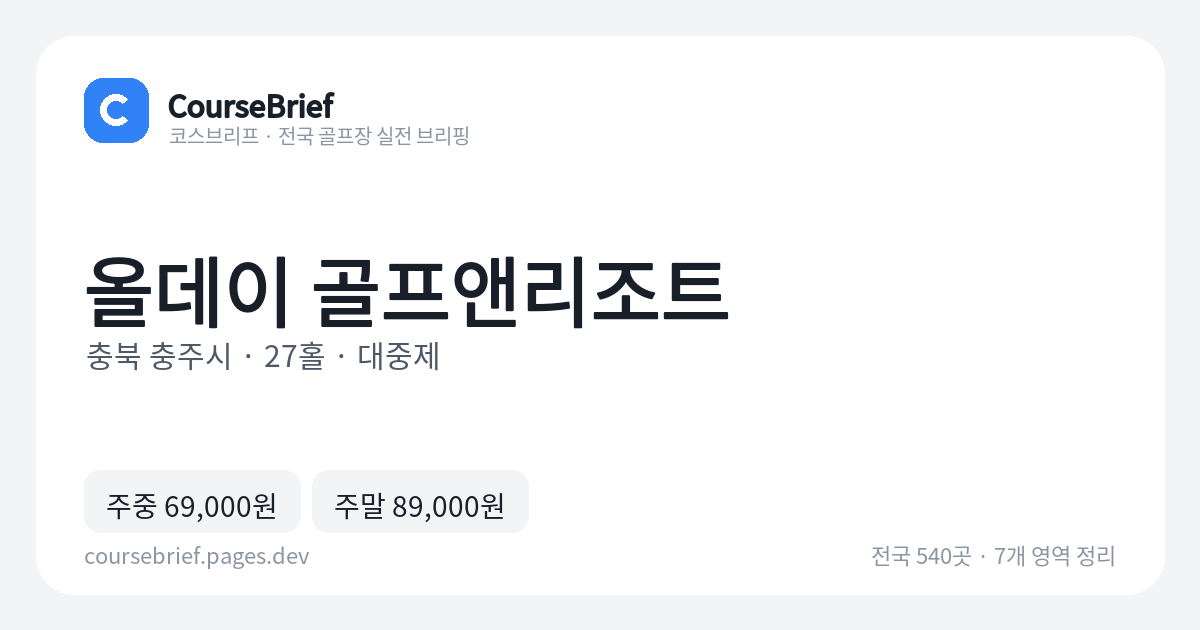 C
CourseBrief
코스브리프 · 전국 골프장 실전 브리핑
올데이 골프앤리조트
충북 충주시 · 27홀 · 대중제
주중 69,000원
주말 89,000원
coursebrief.pages.dev
전국 540곳 · 7개 영역 정리